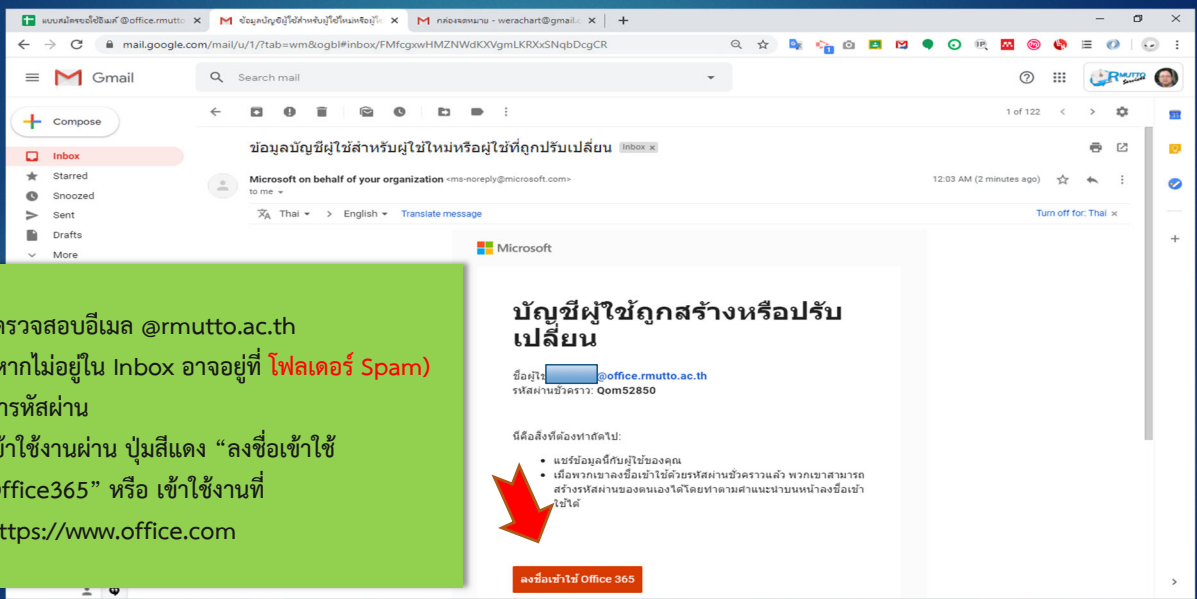 แบบสมัครขอใช้อีเมล์ @office.rmutto
ข้อมูลบัญชีผู้ใช้สำหรับผู้ใช้ใหม่หรือผู้ใ
กล่องจดหมาย - werachart@gmail.c
mail.google.com/mail/u/1/?tab=wm&ogbl#inbox/FMfcgxwHMZNWdKXVgmLKRXxSNqbDcgCR
Gmail
Search mail
RMUTTO
Compose
1 of 122
ข้อมูลบัญชีผู้ใช้สำหรับผู้ใช้ใหม่หรือผู้ใช้ที่ถูกปรับเปลี่ยน Inbox x
Inbox
Starred
Snoozed
Sent
Drafts
More
Microsoft on behalf of your organization <ms-noreply@microsoft.com>
12:03 AM (2 minutes ago)
to me
Thai > English Translate message
Turn off for: Thai x
Microsoft
บัญชีผู้ใช้ถูกสร้างหรือปรับ
เปลี่ยน
ชื่อผู้ใช้ @office.rmutto.ac.th
รหัสผ่านชั่วคราว: Qom52850
นี่คือสิ่งที่ต้องทำถัดไป:
• แชร์ข้อมูลนี้กับผู้ใช้ของคุณ
• เมื่อพวกเขาลงชื่อเข้าใช้ด้วยรหัสผ่านชั่วคราวแล้ว พวกเขาสามารถ
สร้างรหัสผ่านของตนเองได้โดยทำตามคำแนะนำบนหน้าลงชื่อเข้า
ใช้ได้
ลงชื่อเข้าใช้ Office 365
ตรวจสอบอีเมล @rmutto.ac.th
หากไม่อยู่ใน Inbox อาจอยู่ที่ โฟลเดอร์ Spam)
ารหัสผ่าน
ข้าใช้งานผ่าน ปุ่มสีแดง “ลงชื่อเข้าใช้
Office365” หรือ เข้าใช้งานที่
ttps://www.office.com